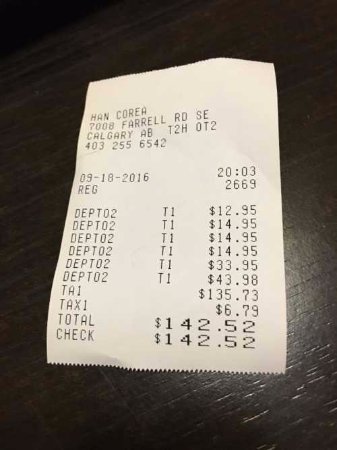 HAN COREA
7008 FARRELL RD SE
CALGARY AB T2H 0T2
403 255 6542
09-18-2016 20:03
REG 2669
DEPT02 T1 $12.95
DEPT02 T1 $14.95
DEPT02 T1 $14.95
DEPT02 T1 $14.95
DEPT02 T1 $33.95
DEPT02 T1 $43.98
TA1 $135.73
TAX1 $6.79
TOTAL $142.52
CHECK $142.52